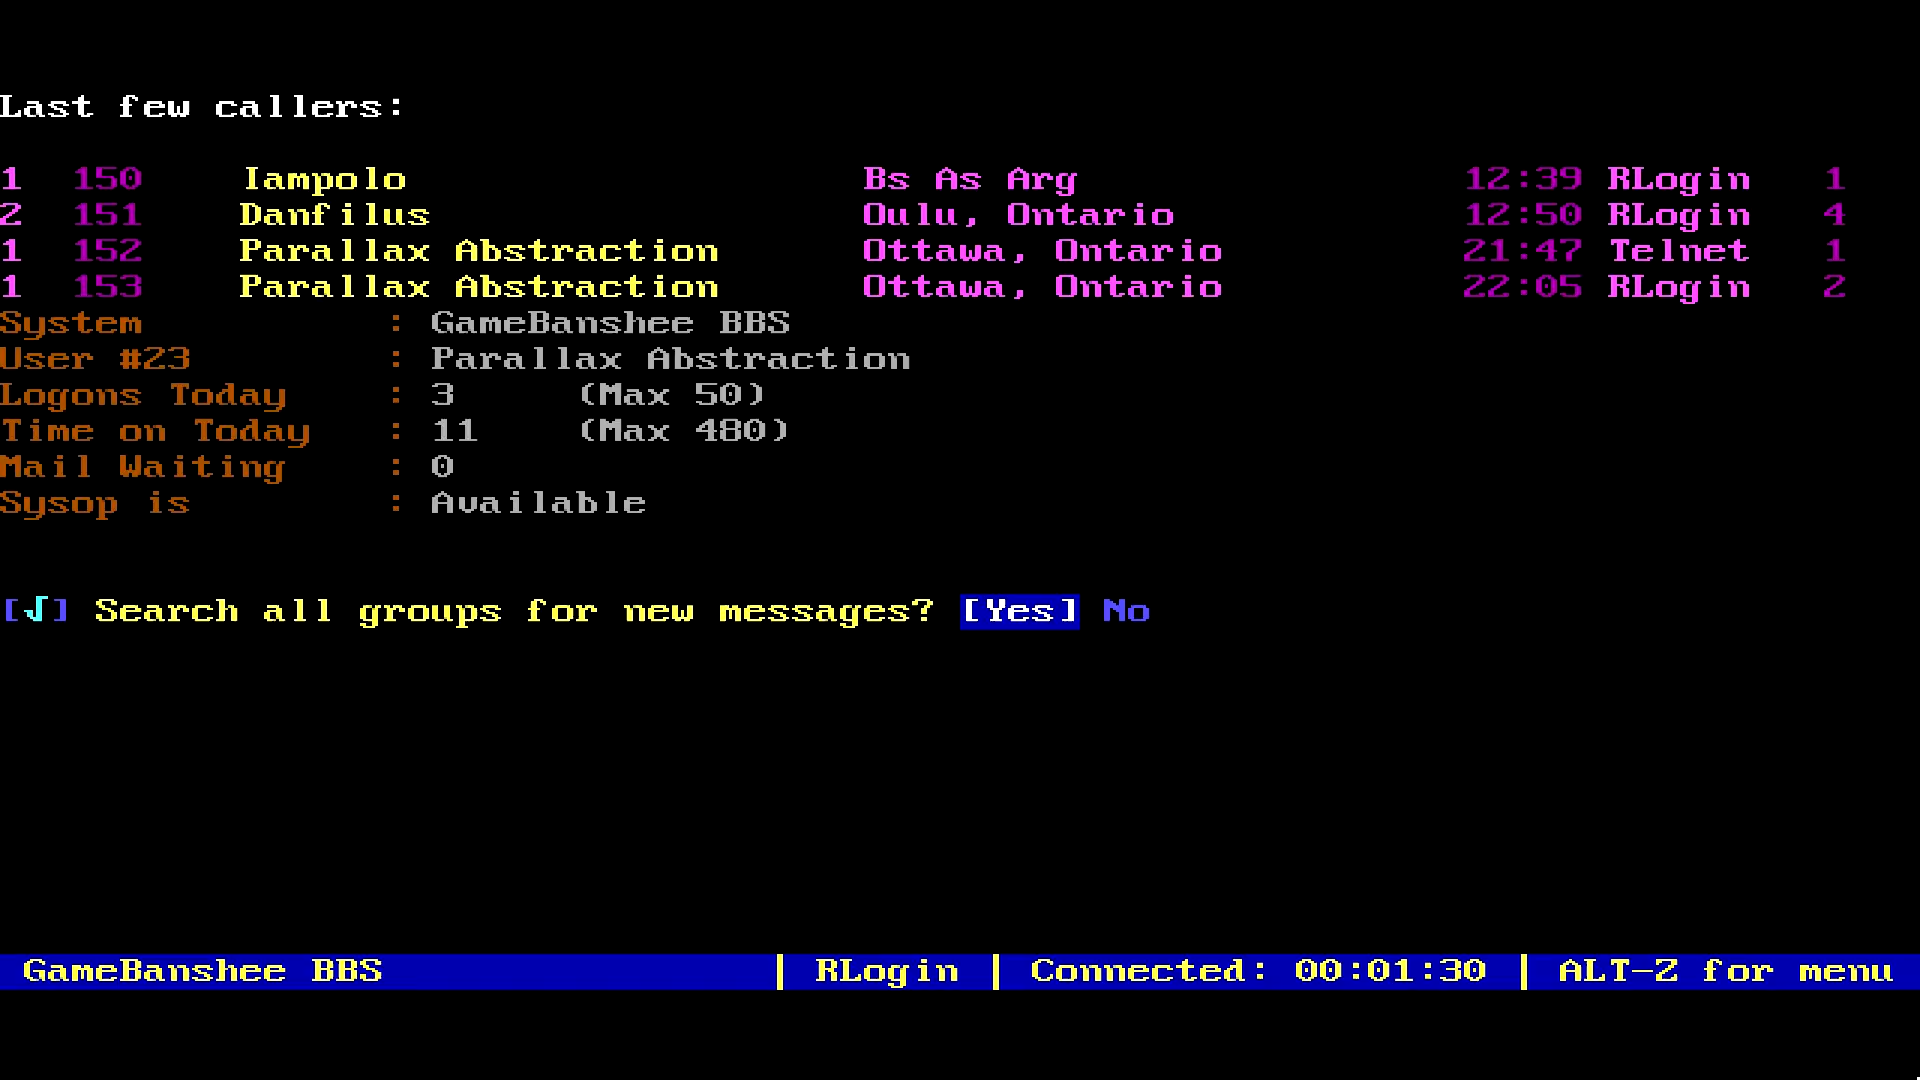 Last few callers:
1 150 Iampolo Bs As Arg 12:39 RLogin 1
2 151 Danfilus Oulu, Ontario 12:50 RLogin 4
1 152 Parallax Abstraction Ottawa, Ontario 21:47 Telnet 1
1 153 Parallax Abstraction Ottawa, Ontario 22:05 RLogin 2
System : GameBanshee BBS
User #23 : Parallax Abstraction
Logons Today : 3 (Max 50)
Time on Today : 11 (Max 480)
Mail Waiting : 0
Sysop is : Available
[√] Search all groups for new messages? [Yes] No
GameBanshee BBS | RLogin | Connected: 00:01:30 | ALT-Z for menu